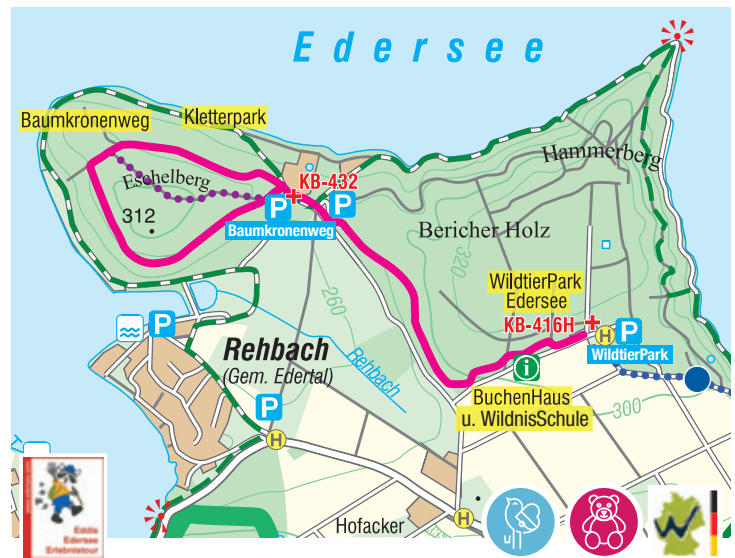 Edersee
Baumkronenweg
Kletterpark
Hammerberg
Eschelberg
KB-432
312
P
P
Baumkronenweg
Bericher Holz
320
WildtierPark
Edersee
260
KB-416H
P
H
P
WildtierPark
Rehbach
(Gem. Edertal)
Rehbach
i
BuchenHaus
u. WildnisSchule
300
P
H
Eddis
Edersee
Erlebnistour
Hofacker
H